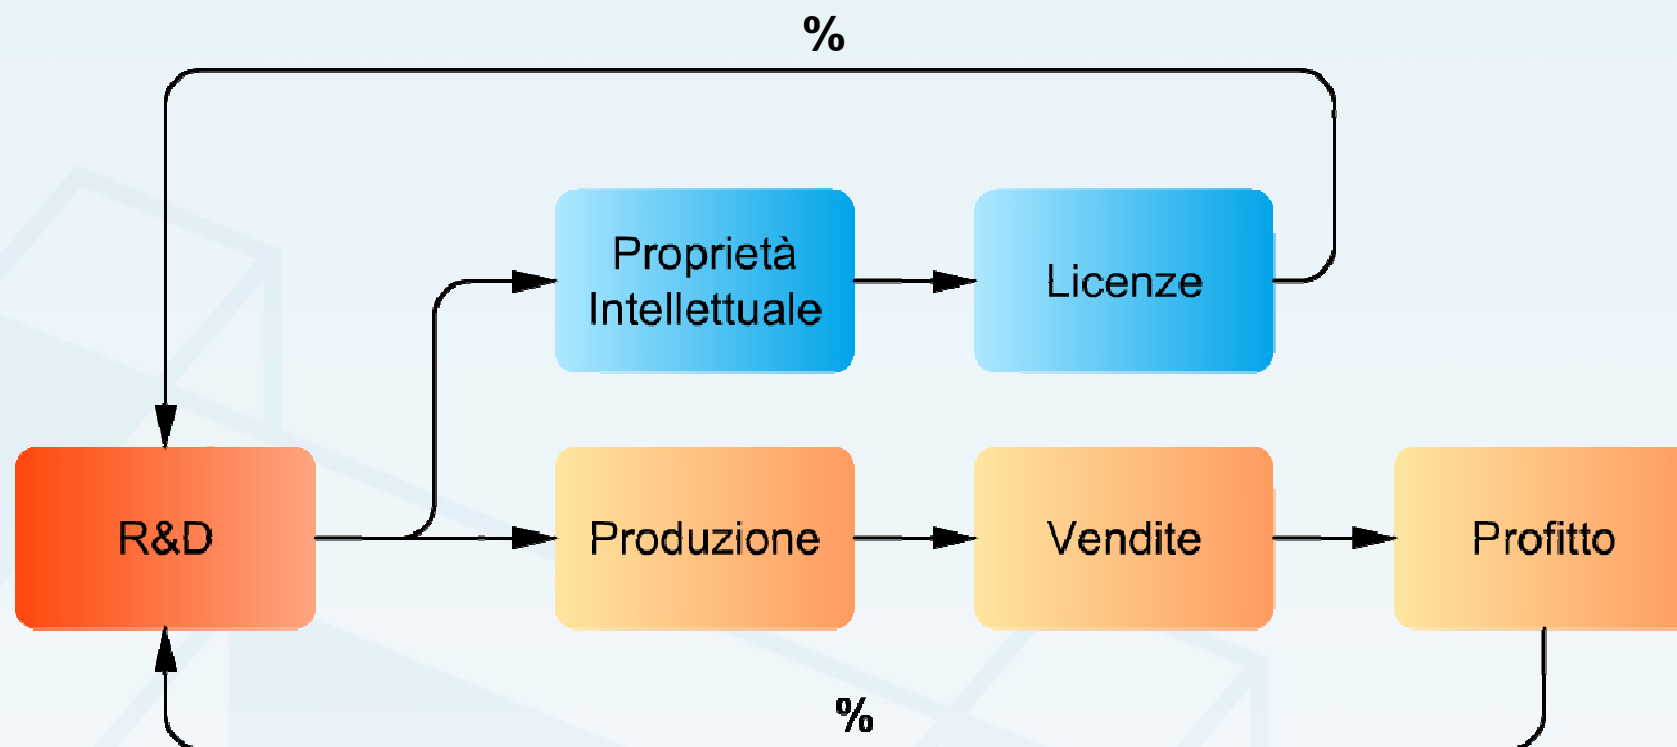 %
Proprietà
Intellettuale
Licenze
R&D
Produzione
Vendite
Profitto
%